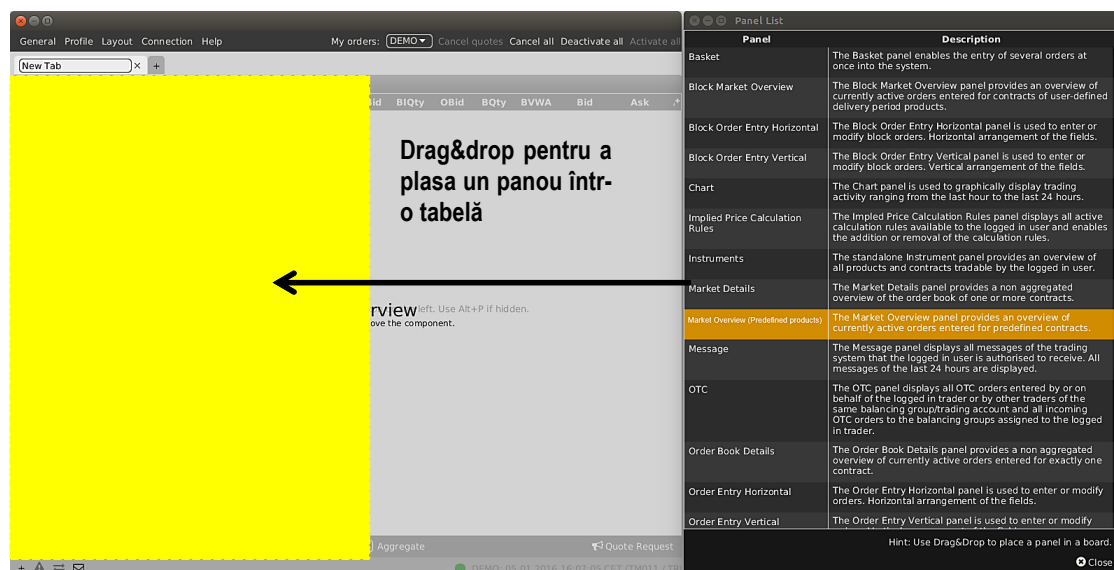 Panel List
General Profile Layout Connection Help My orders: DEMO Cancel quotes Cancel all Deactivate all Activate all
New Tab × +
BIQty OBid BQty BVWA Bid Ask
Drag&drop pentru a
plasa un panou într-
o tabelă
rview left. Use Alt+P if hidden.
ove the component.
Aggregate Quote Request
DEMO: 05.01.2016 16:07:05 CET
Panel Description
Basket
The Basket panel enables the entry of several orders at
once into the system.
Block Market Overview
The Block Market Overview panel provides an overview of
currently active orders entered for contracts of user-defined
delivery period products.
Block Order Entry Horizontal
The Block Order Entry Horizontal panel is used to enter or
modify block orders. Horizontal arrangement of the fields.
Block Order Entry Vertical
The Block Order Entry Vertical panel is used to enter or
modify block orders. Vertical arrangement of the fields.
Chart
The Chart panel is used to graphically display trading
activity ranging from the last hour to the last 24 hours.
Implied Price Calculation
Rules
The Impled Price Calculation Rules panel displays all active
calculation rules available to the logged in user and enables
the addition or removal of the calculation rules.
Instruments
The standalone Instrument panel provides an overview of
all products and contracts tradable by the logged in user.
Market Details
The Market Details panel provides a non aggregated
overview of the order book of one or more contracts.
Market Overview (Predefined products)
The Market Overview panel provides an overview of
currently active orders entered for predefined contracts.
Message
The Message panel displays all messages of the trading
system that the logged in user is authorised to receive. All
messages of the last 24 hours are displayed.
OTC
The OTC panel displays all OTC orders entered by or on
behalf of the logged in trader or by other traders of the
same balancing group/trading account and all incoming
OTC orders to the balancing groups assigned to the logged
in trader.
Order Book Details
The Order Book Details panel provides a non aggregated
overview of currently active orders entered for exactly one
contract.
Order Entry Horizontal
The Order Entry Horizontal panel is used to enter or modify
orders. Horizontal arrangement of the fields.
Order Entry Vertical
The Order Entry Vertical panel is used to enter or modify
Hint: Use Drag&Drop to place a panel in a board.
Close